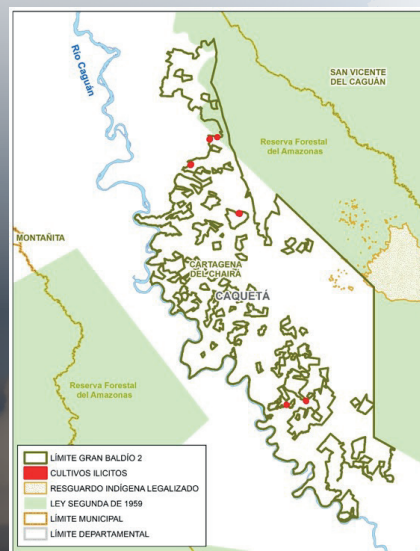 Río Caguán
SAN VICENTE
DEL CAGUÁN
Reserva Forestal
del Amazonas
MONTAÑITA
CARTAGENA
DEL CHAIRÁ
CAQUETÁ
Reserva Forestal
del Amazonas
LÍMITE GRAN BALDÍO 2
CULTIVOS ILICITOS
RESGUARDO INDÍGENA LEGALIZADO
LEY SEGUNDA DE 1959
LÍMITE MUNICIPAL
LÍMITE DEPARTAMENTAL